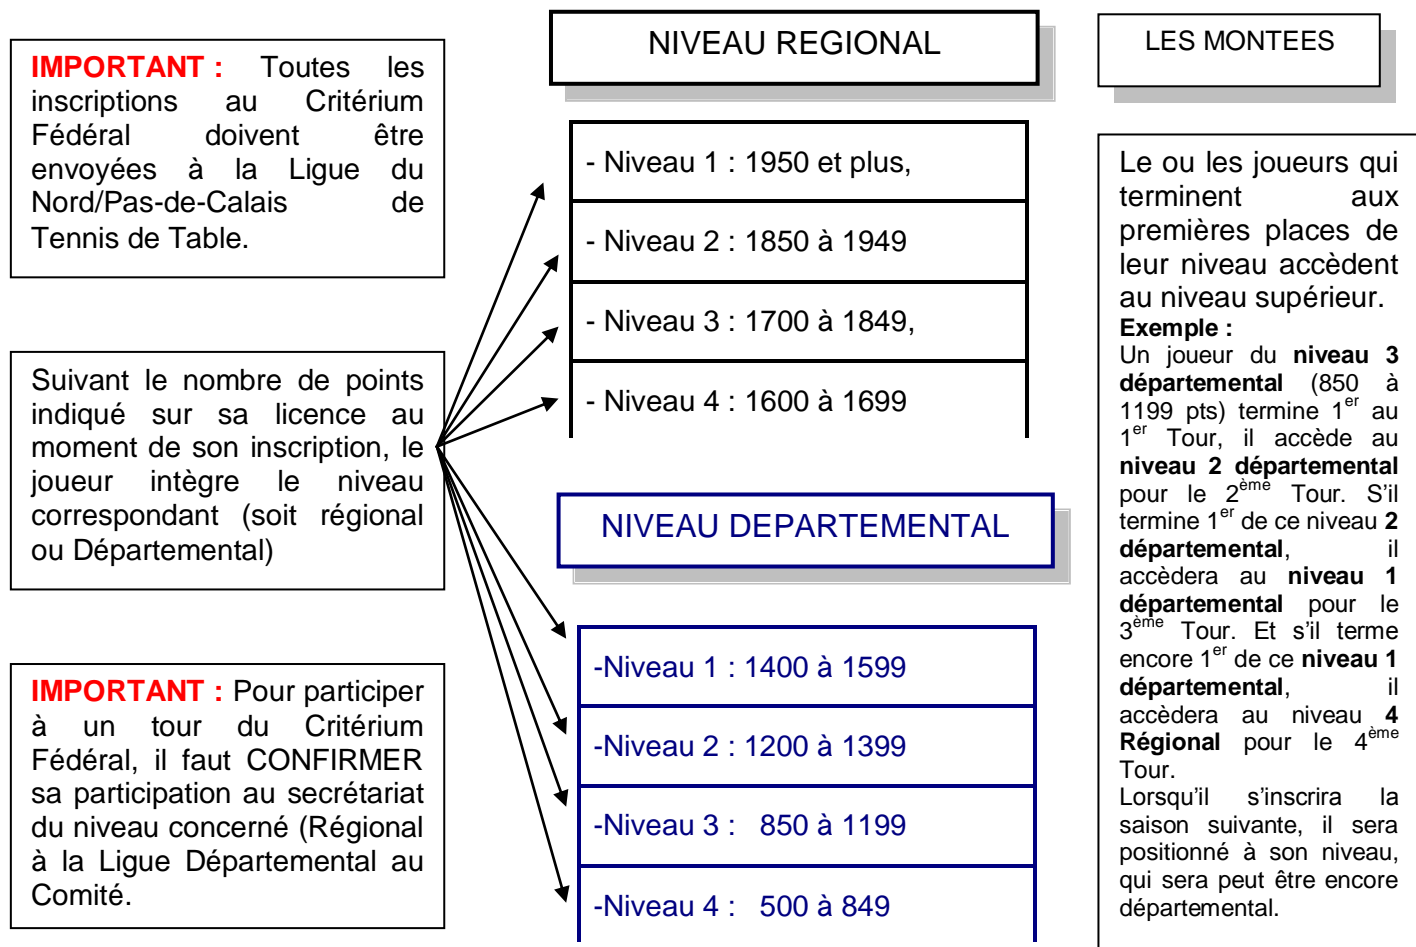 IMPORTANT : Toutes les
inscriptions au Critérium
Fédéral doivent être
envoyées à la Ligue du
Nord/Pas-de-Calais de
Tennis de Table.
Suivant le nombre de points
indiqué sur sa licence au
moment de son inscription, le
joueur intègre le niveau
correspondant (soit régional
ou Départemental)
IMPORTANT : Pour participer
à un tour du Critérium
Fédéral, il faut CONFIRMER
sa participation au secrétariat
du niveau concerné (Régional
à la Ligue Départemental au
Comité.
NIVEAU REGIONAL
- Niveau 1 : 1950 et plus,
- Niveau 2 : 1850 à 1949
- Niveau 3 : 1700 à 1849,
- Niveau 4 : 1600 à 1699
NIVEAU DEPARTEMENTAL
-Niveau 1 : 1400 à 1599
-Niveau 2 : 1200 à 1399
-Niveau 3 : 850 à 1199
-Niveau 4 : 500 à 849
LES MONTEES
Le ou les joueurs qui
terminent aux
premières places de
leur niveau accèdent
au niveau supérieur.
Exemple :
Un joueur du niveau 3
départemental (850 à
1199 pts) termine 1er au
1er Tour, il accède au
niveau 2 départemental
pour le 2ème Tour. S'il
termine 1er de ce niveau 2
départemental, il
accèdera au niveau 1
départemental pour le
3ème Tour. Et s'il terme
encore 1er de ce niveau 1
départemental, il
accèdera au niveau 4
Régional pour le 4ème
Tour.
Lorsqu'il s'inscrira la
saison suivante, il sera
positionné à son niveau,
qui sera peut être encore
départemental.